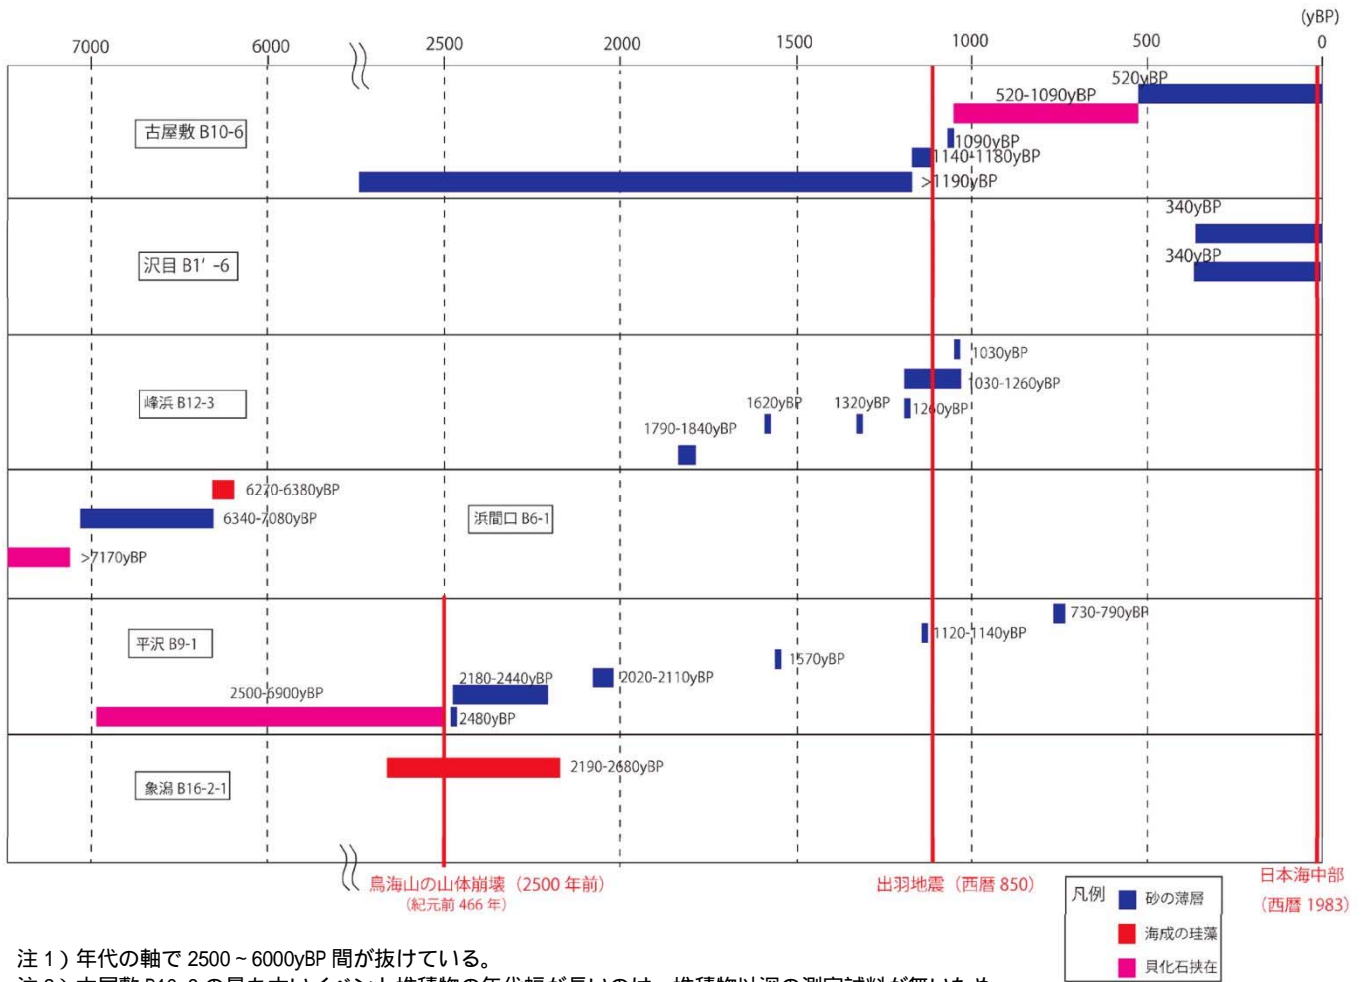 (yBP)
7000 6000 2500 2000 1500 1000 500 0
520yBP
520-1090yBP
古屋敷 B10-6
1090yBP
1140-1180yBP
>1190yBP
340yBP
沢目 B1' -6
340yBP
1030yBP
1030-1260yBP
峰浜 B12-3
1620yBP 1320yBP 1260yBP
1790-1840yBP
6270-6380yBP
6340-7080yBP
浜間口 B6-1
>7170yBP
730-790yBP
平沢 B9-1
1120-1140yBP
1570yBP
2180-2440yBP 2020-2110yBP
2500-6900yBP
2480yBP
2190-2680yBP
象潟 B16-2-1
鳥海山の山体崩壊(2500 年前)
(紀元前 466 年)
出羽地震(西暦 850)
日本海中部
(西暦 1983)
凡例
砂の薄層
海成の珪藻
貝化石挟在
注 1)年代の軸で 2500 ~ 6000yBP 間が抜けている。